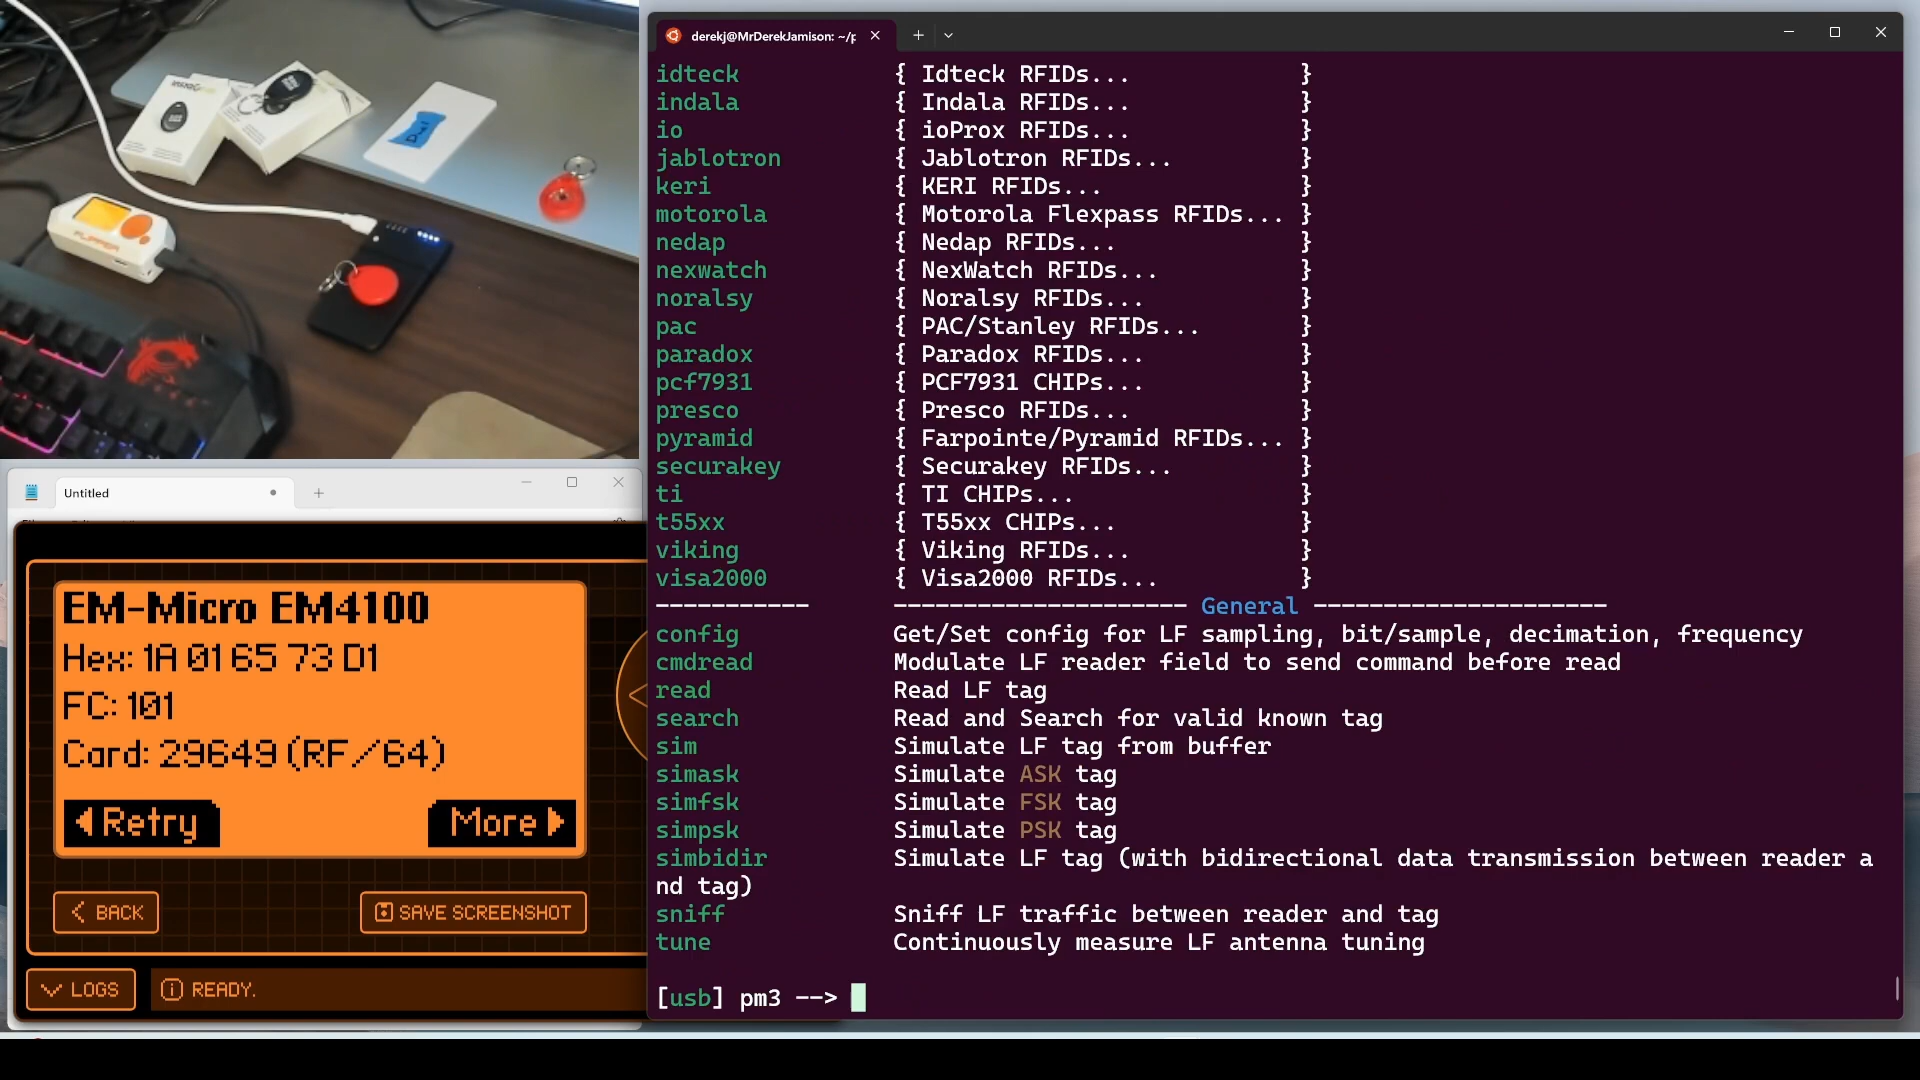 FLIPPER
Dual
derekj@MrDerekJamison: ~/p
idteck { Idteck RFIDs... }
indala { Indala RFIDs... }
io { ioProx RFIDs... }
jablotron { Jablotron RFIDs... }
keri { KERI RFIDs... }
motorola { Motorola Flexpass RFIDs... }
nedap { Nedap RFIDs... }
nexwatch { NexWatch RFIDs... }
noralsy { Noralsy RFIDs... }
pac { PAC/Stanley RFIDs... }
paradox { Paradox RFIDs... }
pcf7931 { PCF7931 CHIPs... }
presco { Presco RFIDs... }
pyramid { Farpointe/Pyramid RFIDs... }
securakey { Securakey RFIDs... }
ti { TI CHIPs... }
t55xx { T55xx CHIPs... }
viking { Viking RFIDs... }
visa2000 { Visa2000 RFIDs... }
----------- --------------------- General ---------------------
config Get/Set config for LF sampling, bit/sample, decimation, frequency
cmdread Modulate LF reader field to send command before read
read Read LF tag
search Read and Search for valid known tag
sim Simulate LF tag from buffer
simask Simulate ASK tag
simfsk Simulate FSK tag
simpsk Simulate PSK tag
simbidir Simulate LF tag (with bidirectional data transmission between reader a
nd tag)
sniff Sniff LF traffic between reader and tag
tune Continuously measure LF antenna tuning
[usb] pm3 -->
Untitled
EM-Micro EM4100
Hex: 1A 01 65 73 D1
FC: 101
Card: 29649 (RF/64)
Retry
More
BACK
SAVE SCREENSHOT
LOGS
READY.